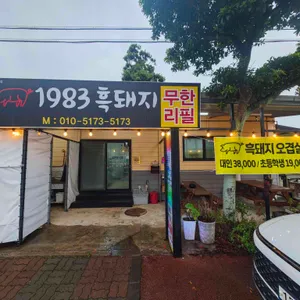 1983 흑돼지
무한
리필
M : 010-5173-5173
흑돼지 오겹살
대인 38,000 / 초등학생 19,0